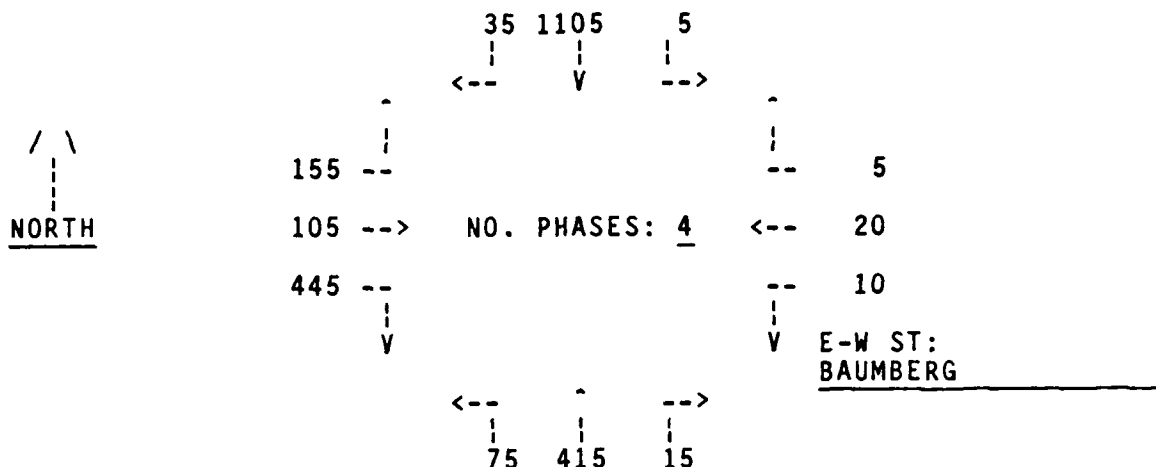 35 1105 5
<-- V -->
^ ^
/ \
155 -- -- 5
NORTH 105 --> NO. PHASES: 4 <-- 20
445 -- -- 10
V V E-W ST:
BAUMBERG
<-- ^ -->
75 415 15